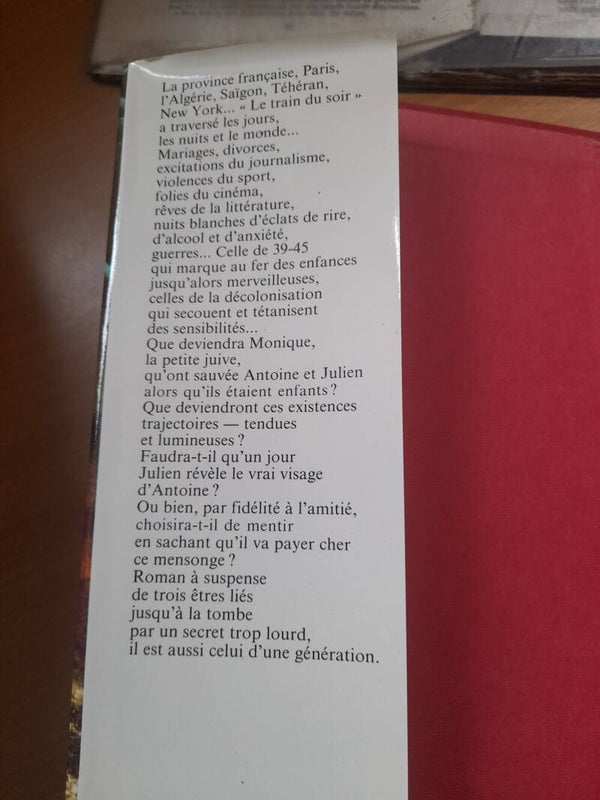 La province française, Paris,
l'Algérie, Saïgon, Téhéran,
New York... « Le train du soir »
a traversé les jours,
les nuits et le monde...
Mariages, divorces,
excitations du journalisme,
violences du sport,
folies du cinéma,
rêves de la littérature,
nuits blanches d'éclats de rire,
d'alcool et d'anxiété,
guerres... Celle de 39-45
qui marque au fer des enfances
jusqu'alors merveilleuses,
celles de la décolonisation
qui secouent et tétanisent
des sensibilités...
Que deviendra Monique,
la petite juive,
qu'ont sauvée Antoine et Julien
alors qu'ils étaient enfants ?
Que deviendront ces existences
trajectoires — tendues
et lumineuses ?
Faudra-t-il qu'un jour
Julien révèle le vrai visage
d'Antoine ?
Ou bien, par fidélité à l'amitié,
choisira-t-il de mentir
en sachant qu'il va payer cher
ce mensonge ?
Roman à suspense
de trois êtres liés
jusqu'à la tombe
par un secret trop lourd,
il est aussi celui d'une génération.